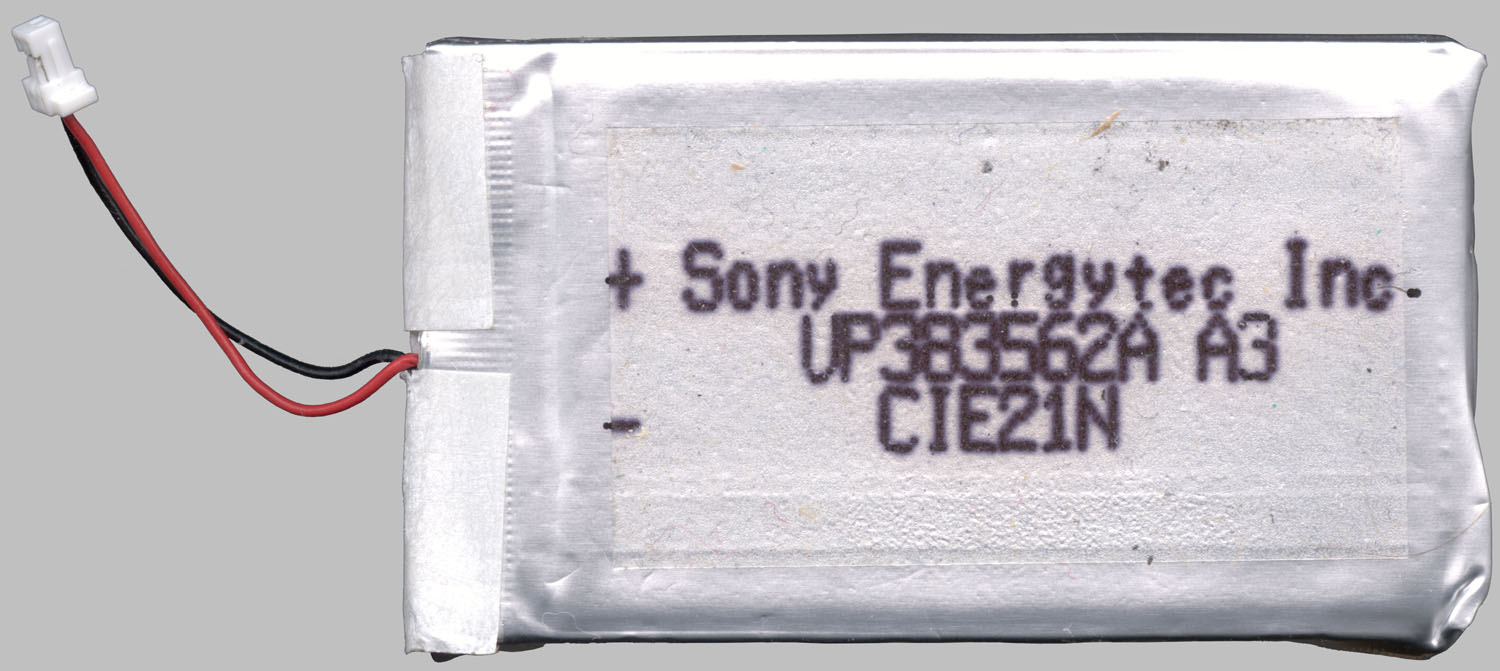 + Sony Energytec Inc
UP383562A A3
- CIE21N